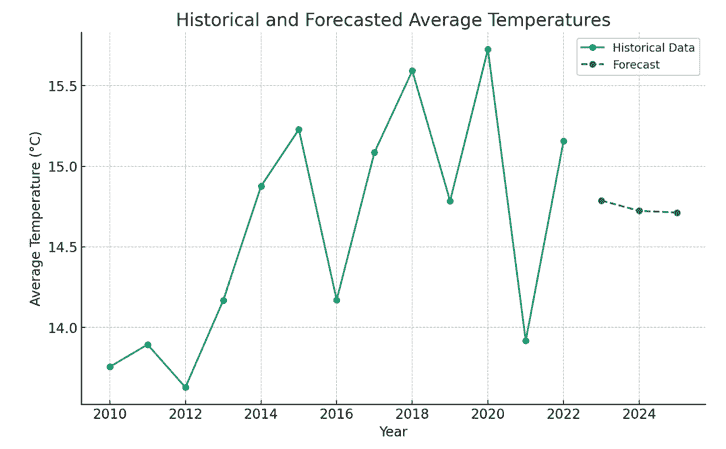 Historical and Forecasted Average Temperatures
Historical Data
Forecast
Average Temperature (°C)
15.5
15.0
14.5
14.0
2010 2012 2014 2016 2018 2020 2022 2024
Year